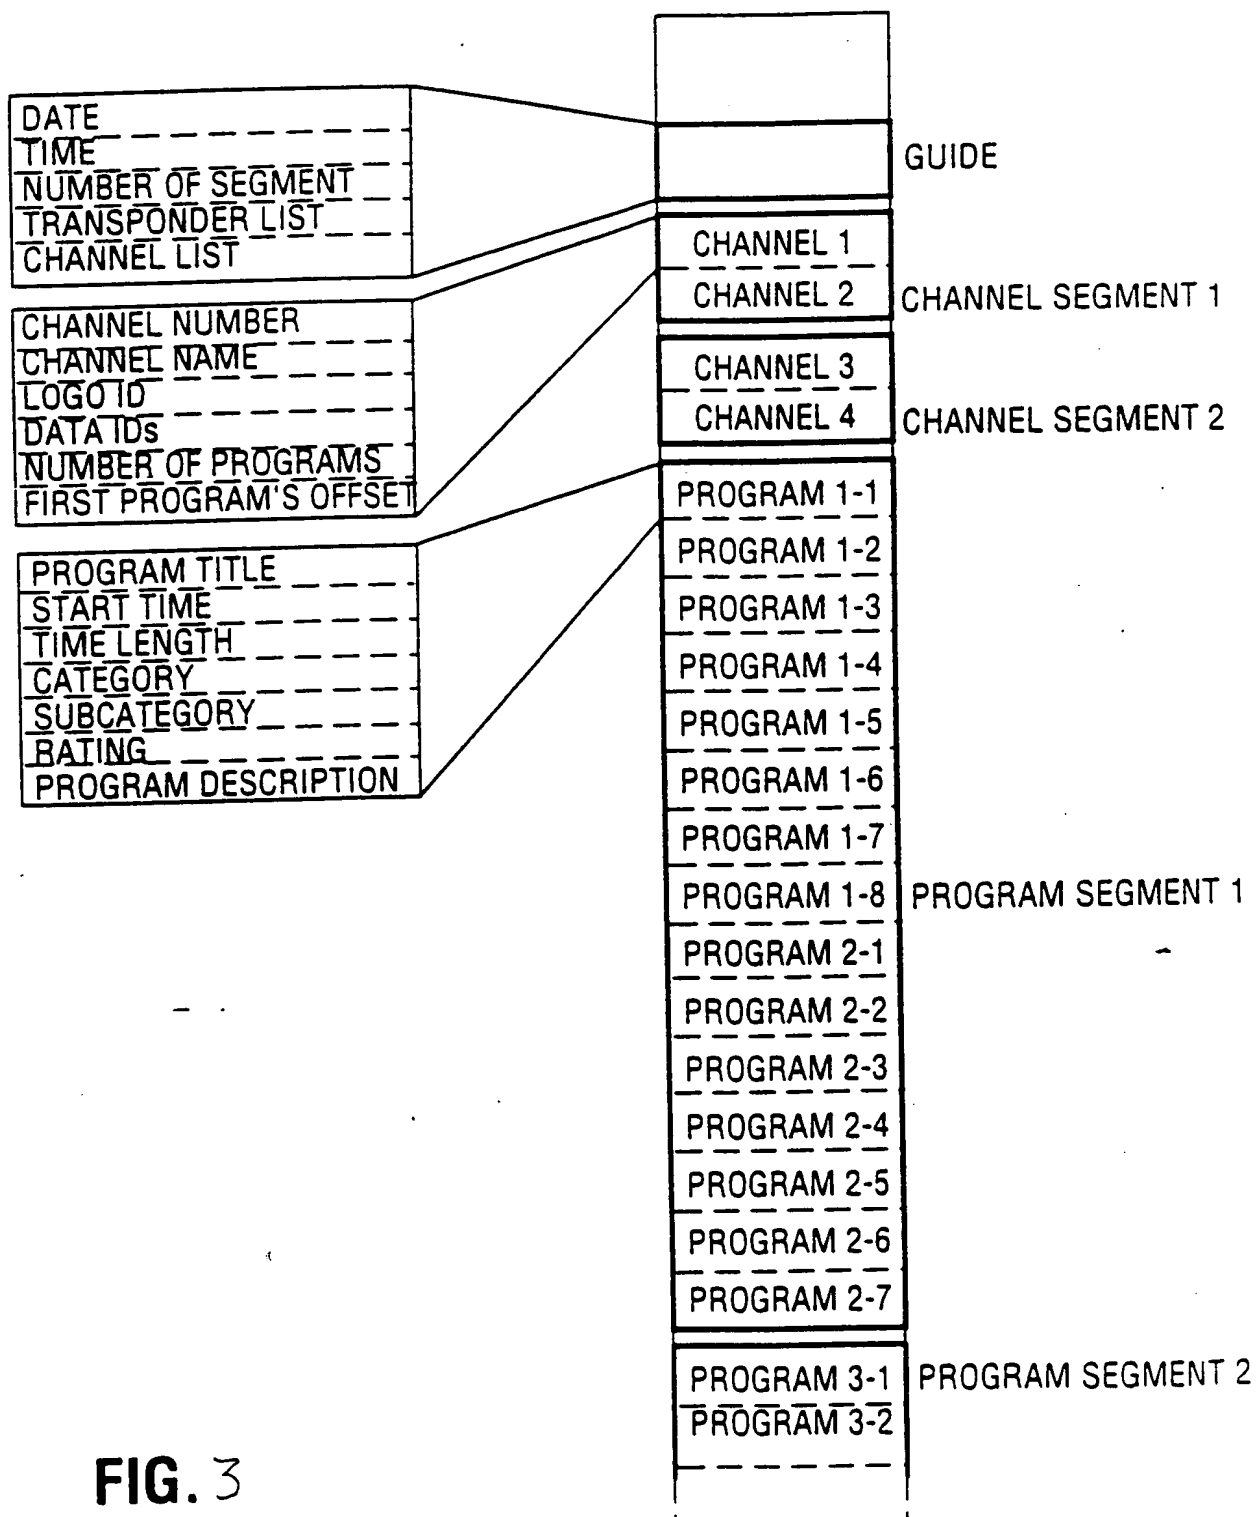 DATE
TIME
NUMBER OF SEGMENT
TRANSPONDER LIST
CHANNEL LIST
CHANNEL NUMBER
CHANNEL NAME
LOGO ID
DATA IDs
NUMBER OF PROGRAMS
FIRST PROGRAM'S OFFSET
PROGRAM TITLE
START TIME
TIME LENGTH
CATEGORY
SUBCATEGORY
RATING
PROGRAM DESCRIPTION
GUIDE
CHANNEL 1
CHANNEL 2
CHANNEL SEGMENT 1
CHANNEL 3
CHANNEL 4
CHANNEL SEGMENT 2
PROGRAM 1-1
PROGRAM 1-2
PROGRAM 1-3
PROGRAM 1-4
PROGRAM 1-5
PROGRAM 1-6
PROGRAM 1-7
PROGRAM 1-8
PROGRAM SEGMENT 1
PROGRAM 2-1
PROGRAM 2-2
PROGRAM 2-3
PROGRAM 2-4
PROGRAM 2-5
PROGRAM 2-6
PROGRAM 2-7
PROGRAM 3-1
PROGRAM SEGMENT 2
PROGRAM 3-2
FIG. 3